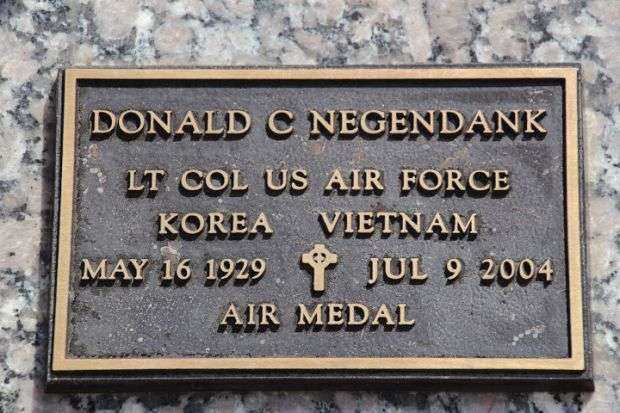 DONALD C NEGENDANK
LT COL US AIR FORCE
KOREA VIETNAM
MAY 16 1929 JUL 9 2004
AIR MEDAL